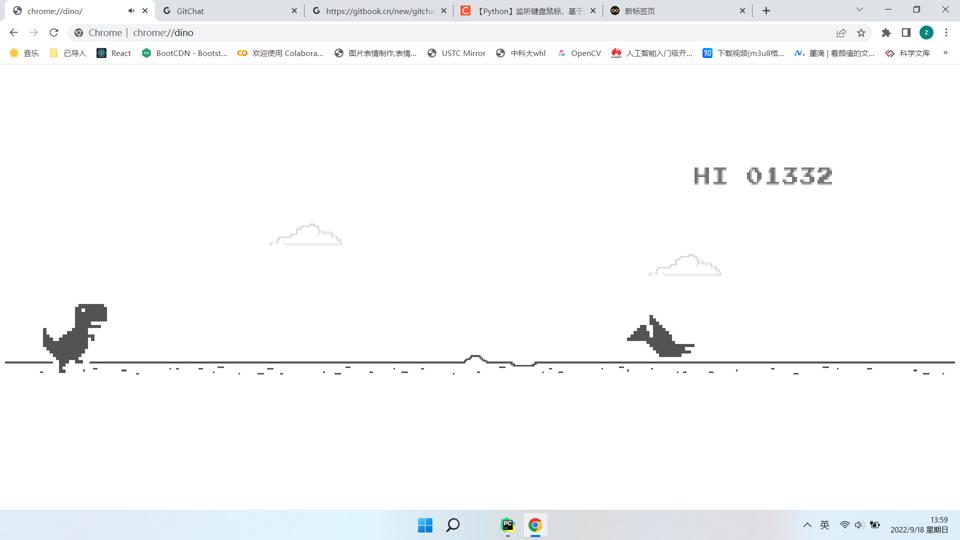 chrome://dino/
GitChat
https://gitbook.cn/new/gitcha
【Python】监听键盘鼠标，基于
新标签页
Chrome | chrome://dino
z
音乐
已导入
React
BootCDN - Bootst...
欢迎使用 Colabora...
图片表情制作,表情...
USTC Mirror
中科大whl
OpenCV
人工智能入门极开...
下载视频(m3u8格...
墨滴 | 看颜值的文...
科学文库
»
HI 01332
PC
英
13:59
2022/9/18 星期日